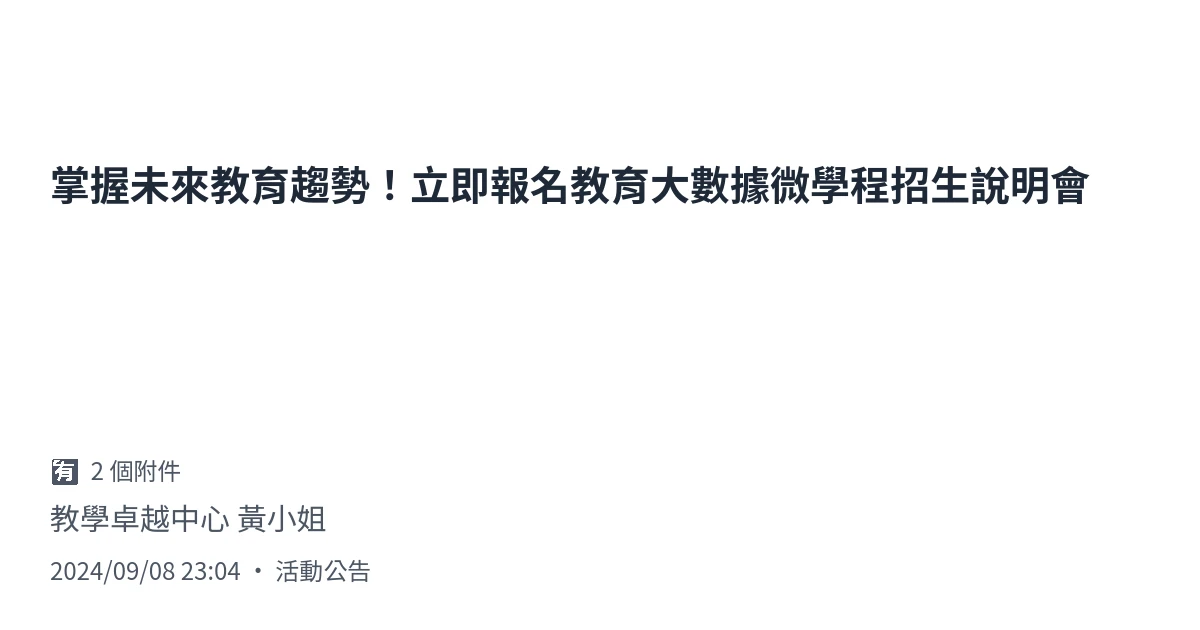 掌握未來教育趨勢！立即報名教育大數據微學程招生說明會
🈶 2 個附件
教學卓越中心 黃小姐
2024/09/08 23:04 • 活動公告